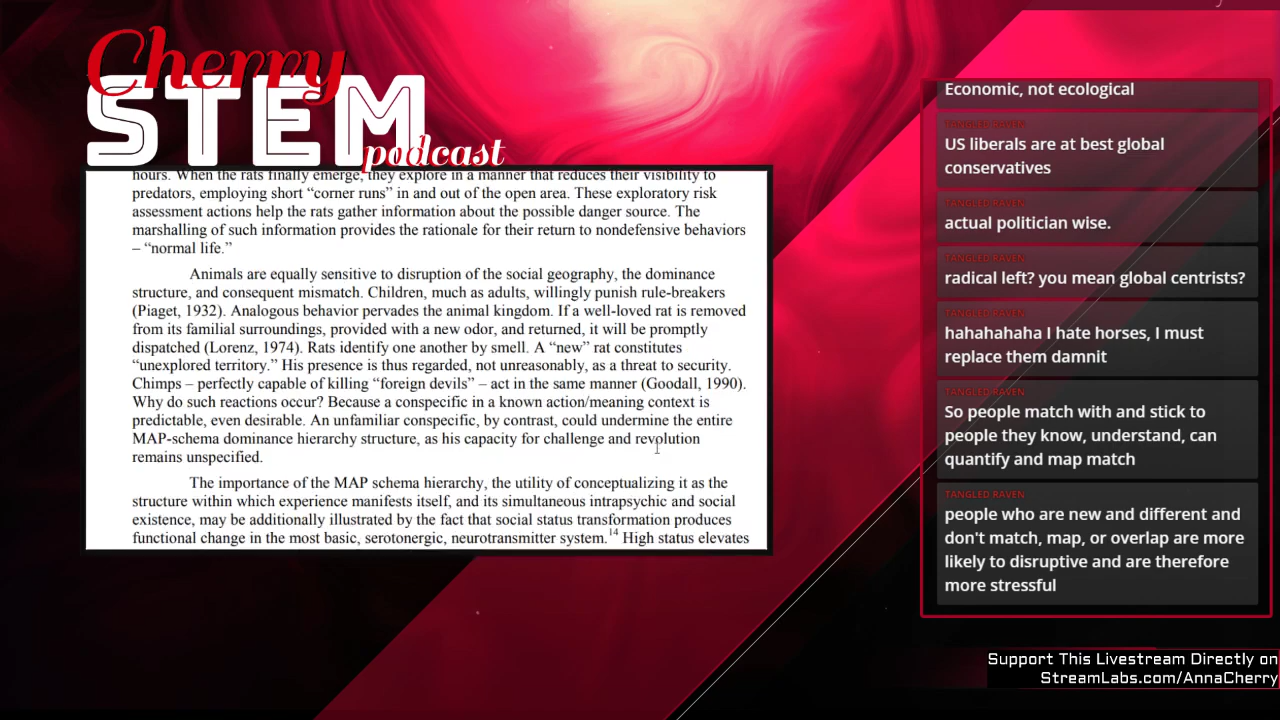 Cherry
STEM
podcast
hours. When the rats finally emerge, they explore in a manner that reduces their visibility to
predators, employing short “corner runs” in and out of the open area. These exploratory risk
assessment actions help the rats gather information about the possible danger source. The
marshalling of such information provides the rationale for their return to nondefensive behaviors
– “normal life.”
Animals are equally sensitive to disruption of the social geography, the dominance
structure, and consequent mismatch. Children, much as adults, willingly punish rule-breakers
(Piaget, 1932). Analogous behavior pervades the animal kingdom. If a well-loved rat is removed
from its familial surroundings, provided with a new odor, and returned, it will be promptly
dispatched (Lorenz, 1974). Rats identify one another by smell. A “new” rat constitutes
“unexplored territory.” His presence is thus regarded, not unreasonably, as a threat to security.
Chimps – perfectly capable of killing “foreign devils” – act in the same manner (Goodall, 1990).
Why do such reactions occur? Because a conspecific in a known action/meaning context is
predictable, even desirable. An unfamiliar conspecific, by contrast, could undermine the entire
MAP-schema dominance hierarchy structure, as his capacity for challenge and revolution
remains unspecified.
The importance of the MAP schema hierarchy, the utility of conceptualizing it as the
structure within which experience manifests itself, and its simultaneous intrapsychic and social
existence, may be additionally illustrated by the fact that social status transformation produces
functional change in the most basic, serotonergic, neurotransmitter system.14 High status elevates
Economic, not ecological
TANGLED RAVEN
US liberals are at best global
conservatives
TANGLED RAVEN
actual politician wise.
TANGLED RAVEN
radical left? you mean global centrists?
TANGLED RAVEN
hahahahaha I hate horses, I must
replace them damnit
TANGLED RAVEN
So people match with and stick to
people they know, understand, can
quantify and map match
TANGLED RAVEN
people who are new and different and
don't match, map, or overlap are more
likely to disruptive and are therefore
more stressful
Support This Livestream Directly on
StreamLabs.com/AnnaCherry